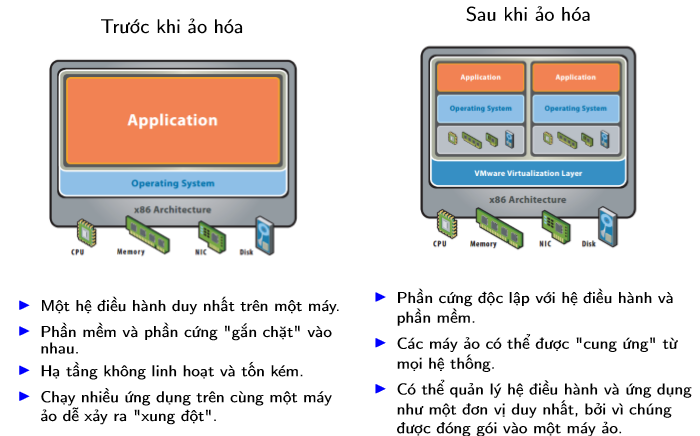 Trước khi ảo hóa
Application
Operating System
x86 Architecture
CPU
Memory
NIC
Disk
▶ Một hệ điều hành duy nhất trên một máy.
▶ Phần mềm và phần cứng "gắn chặt" vào
nhau.
▶ Hạ tầng không linh hoạt và tốn kém.
▶ Chạy nhiều ứng dụng trên cùng một máy
ảo dễ xảy ra "xung đột".
Sau khi ảo hóa
Application
Application
Operating System
Operating System
VMware Virtualization Layer
x86 Architecture
CPU
Memory
NIC
Disk
▶ Phần cứng độc lập với hệ điều hành và
phần mềm.
▶ Các máy ảo có thể được "cung ứng" từ
mọi hệ thống.
▶ Có thể quản lý hệ điều hành và ứng dụng
như một đơn vị duy nhất, bởi vì chúng
được đóng gói vào một máy ảo.